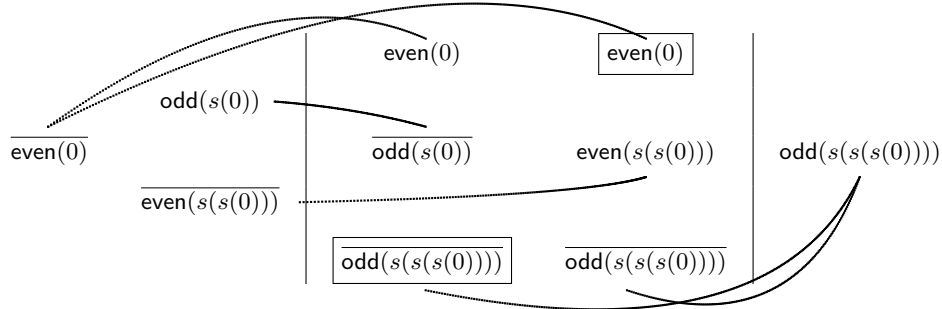 even(0) even(0)
odd(s(0))
even(0) odd(s(0)) even(s(s(0))) odd(s(s(s(0))))
even(s(s(0)))
odd(s(s(s(0)))) odd(s(s(s(0))))